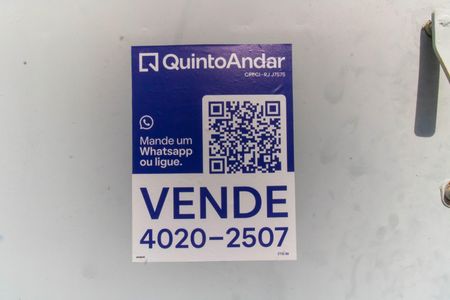 QuintoAndar
CRECI-RJ J7575
Mande um
Whatsapp
ou ligue.
VENDE
4020-2507